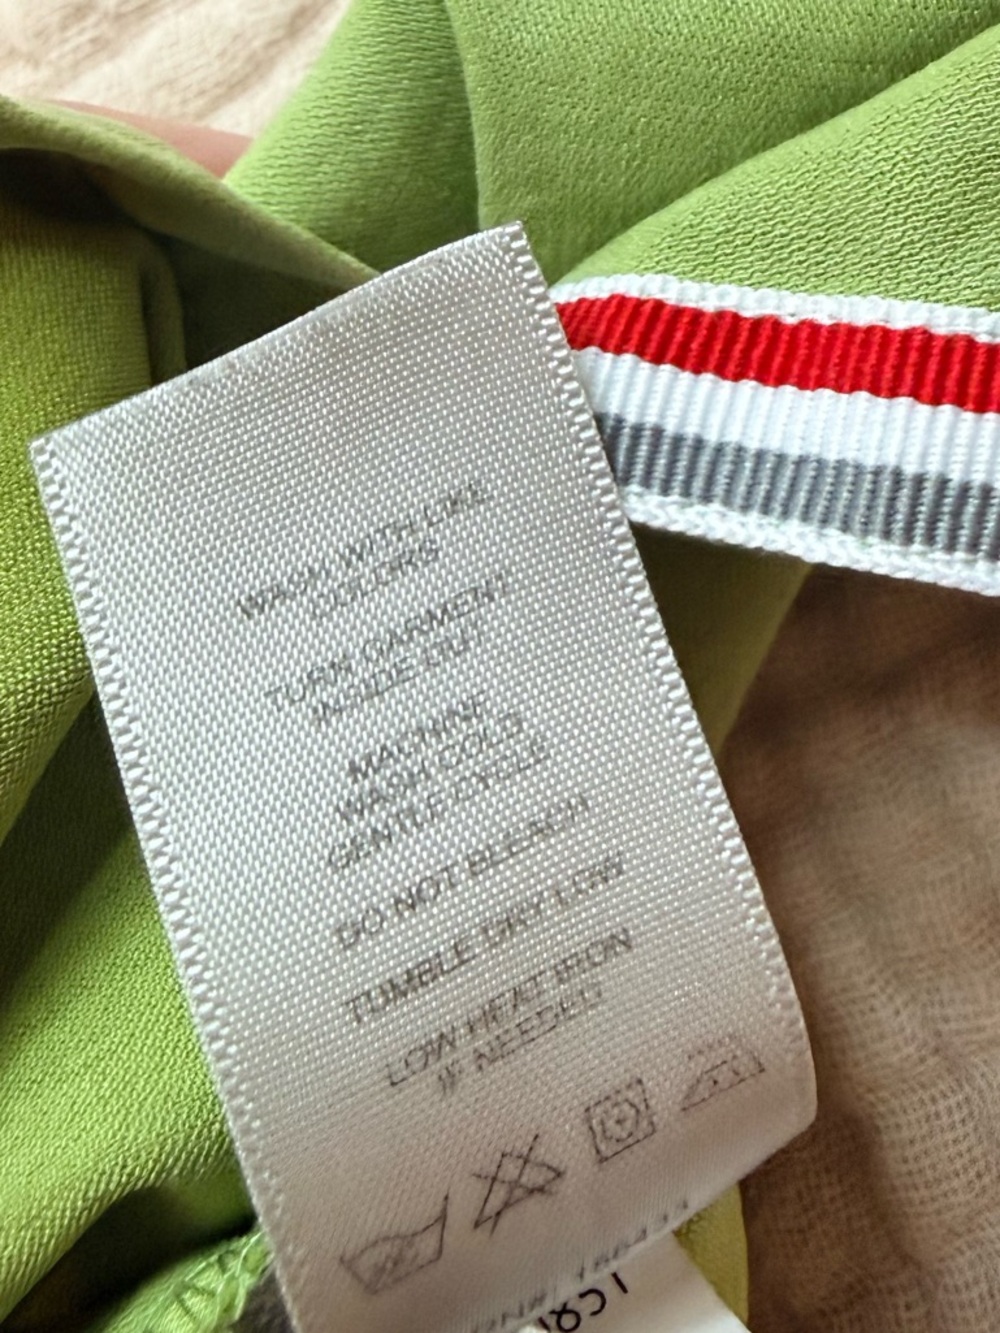 WASH WITH LIKE
COLORS
TURN GARMENT
INSIDE OUT
MACHINE
WASH COLD
GENTLE CYCLE
DO NOT BLEACH
TUMBLE DRY LOW
LOW HEAT IRON
IF NEEDED